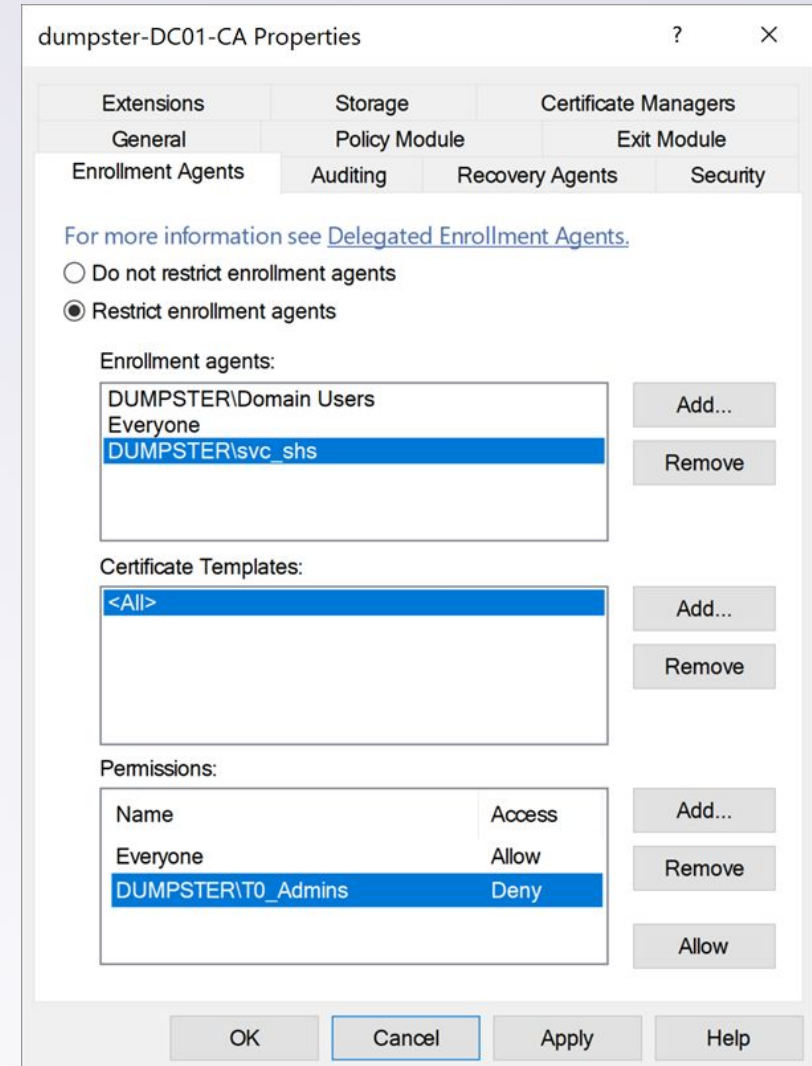 dumpster-DC01-CA Properties ?
Extensions Storage Certificate Managers
General Policy Module Exit Module
Enrollment Agents Auditing Recovery Agents Security
For more information see Delegated Enrollment Agents.
Do not restrict enrollment agents
Restrict enrollment agents
Enrollment agents:
DUMPSTER\Domain Users
Everyone
DUMPSTER\svc_shs
Add...
Remove
Certificate Templates:
<All>
Add...
Remove
Permissions:
Name Access
Everyone Allow
DUMPSTER\T0_Admins Deny
Add...
Remove
Allow
OK Cancel Apply Help